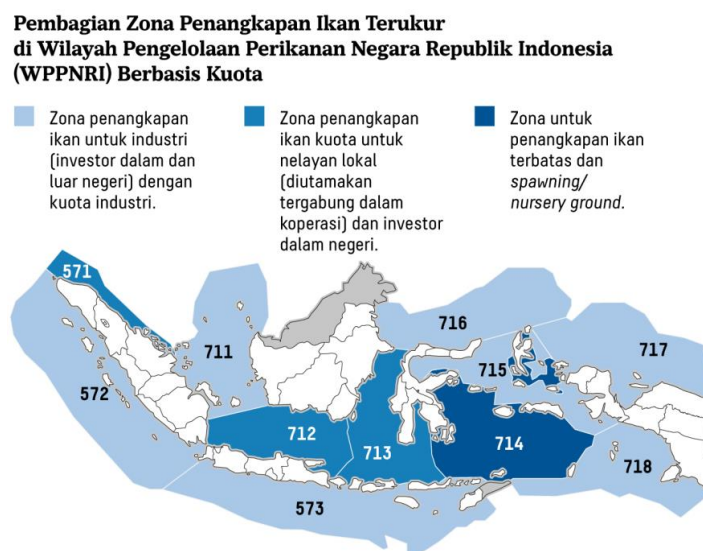 Pembagian Zona Penangkapan Ikan Terukur
di Wilayah Pengelolaan Perikanan Negara Republik Indonesia
(WPPNRI) Berbasis Kuota
Zona penangkapan
ikan untuk industri
(investor dalam dan
luar negeri) dengan
kuota industri.
Zona penangkapan
ikan kuota untuk
nelayan lokal
(diutamakan
tergabung dalam
koperasi) dan investor
dalam negeri.
Zona untuk
penangkapan ikan
terbatas dan
spawning/
nursery ground.
571
716
711
717
715
572
712
714
713
718
573